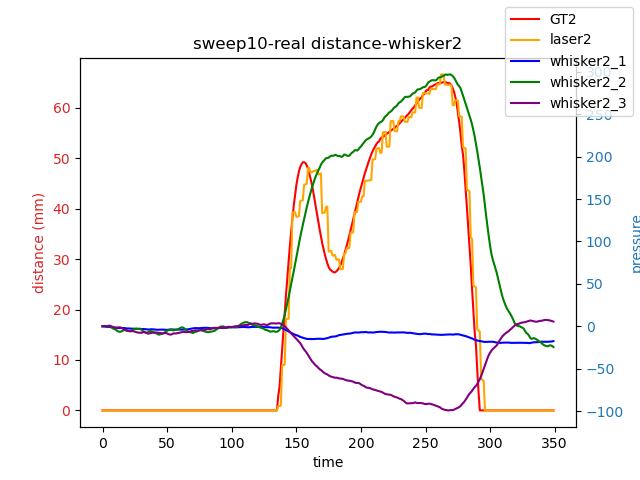 sweep10-real distance-whisker2
GT2
laser2
whisker2_1
whisker2_2
whisker2_3
distance (mm)
60
50
40
30
20
10
0
300
250
200
150
100
50
0
−50
−100
pressure
0
50
100
150
200
250
300
350
time